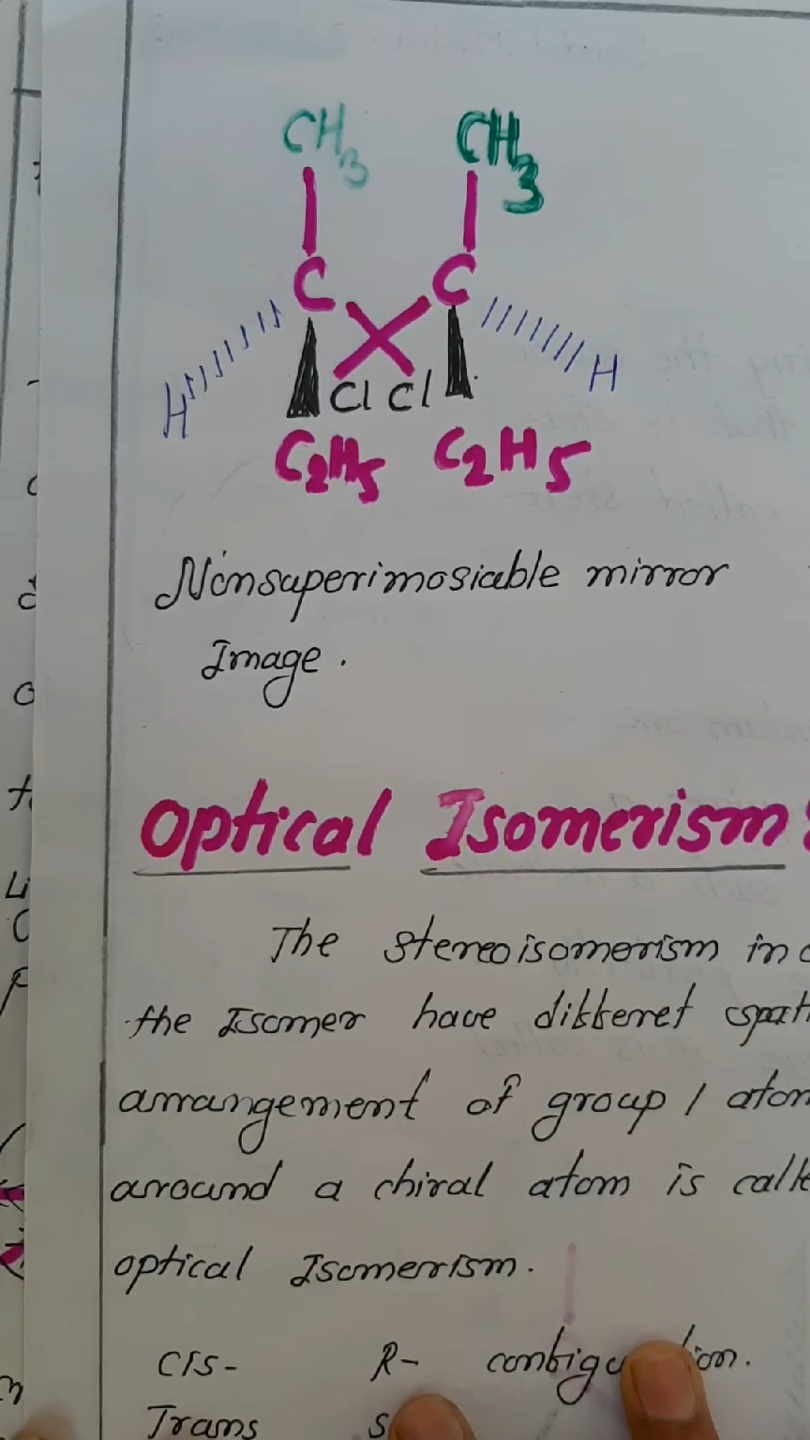 CH3 CH3
C C
H Cl Cl H
C2H5 C2H5
Nonsuperimosiable mirror
Image.
Optical Isomerism:
The stereoisomerism in
the Isomer have differet
arrangement of group / atom
around a chiral atom is
optical Isomerism.
CIS- R-
Trans S